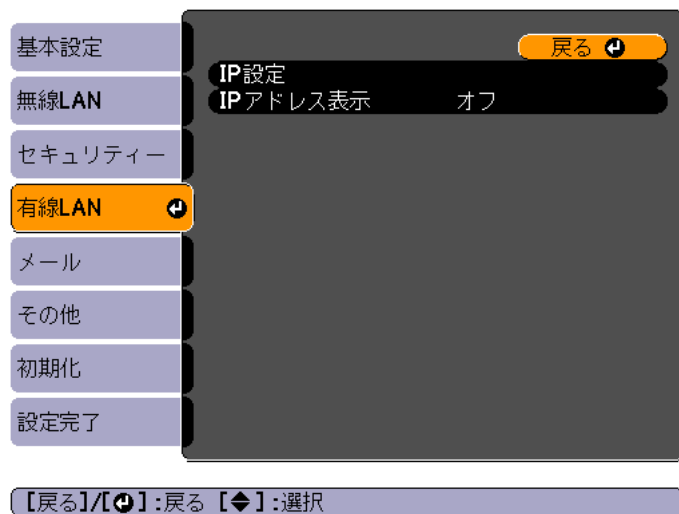 基本設定
無線LAN
セキュリティー
有線LAN
メール
その他
初期化
設定完了
戻る
IP設定
IPアドレス表示 オフ
[戻る]/[⏎]:戻る [◆]:選択